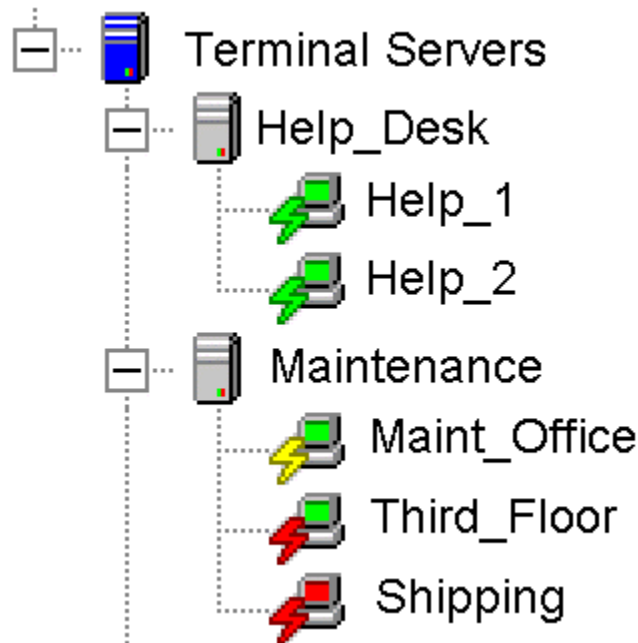 Terminal Servers
Help_Desk
Help_1
Help_2
Maintenance
Maint_Office
Third_Floor
Shipping